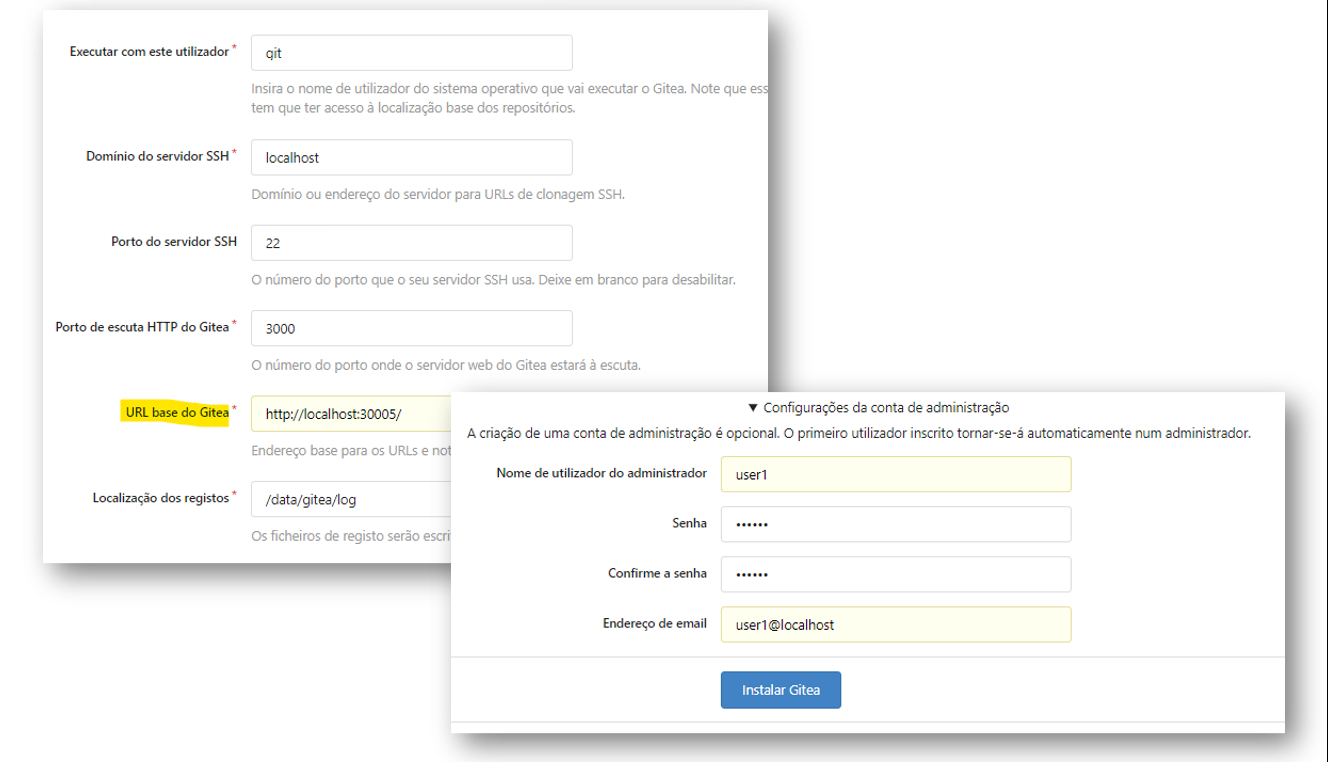 Executar com este utilizador *
git
Insira o nome de utilizador do sistema operativo que vai executar o Gitea. Note que ess
tem que ter acesso à localização base dos repositórios.
Domínio do servidor SSH *
localhost
Domínio ou endereço do servidor para URLs de clonagem SSH.
Porto do servidor SSH
22
O número do porto que o seu servidor SSH usa. Deixe em branco para desabilitar.
Porto de escuta HTTP do Gitea *
3000
O número do porto onde o servidor web do Gitea estará à escuta.
URL base do Gitea *
http://localhost:30005/
Endereço base para os URLs e not
Localização dos registos *
/data/gitea/log
Os ficheiros de registo serão escri
▼ Configurações da conta de administração
A criação de uma conta de administração é opcional. O primeiro utilizador inscrito tornar-se-á automaticamente num administrador.
Nome de utilizador do administrador
user1
Senha
••••••
Confirme a senha
••••••
Endereço de email
user1@localhost
Instalar Gitea